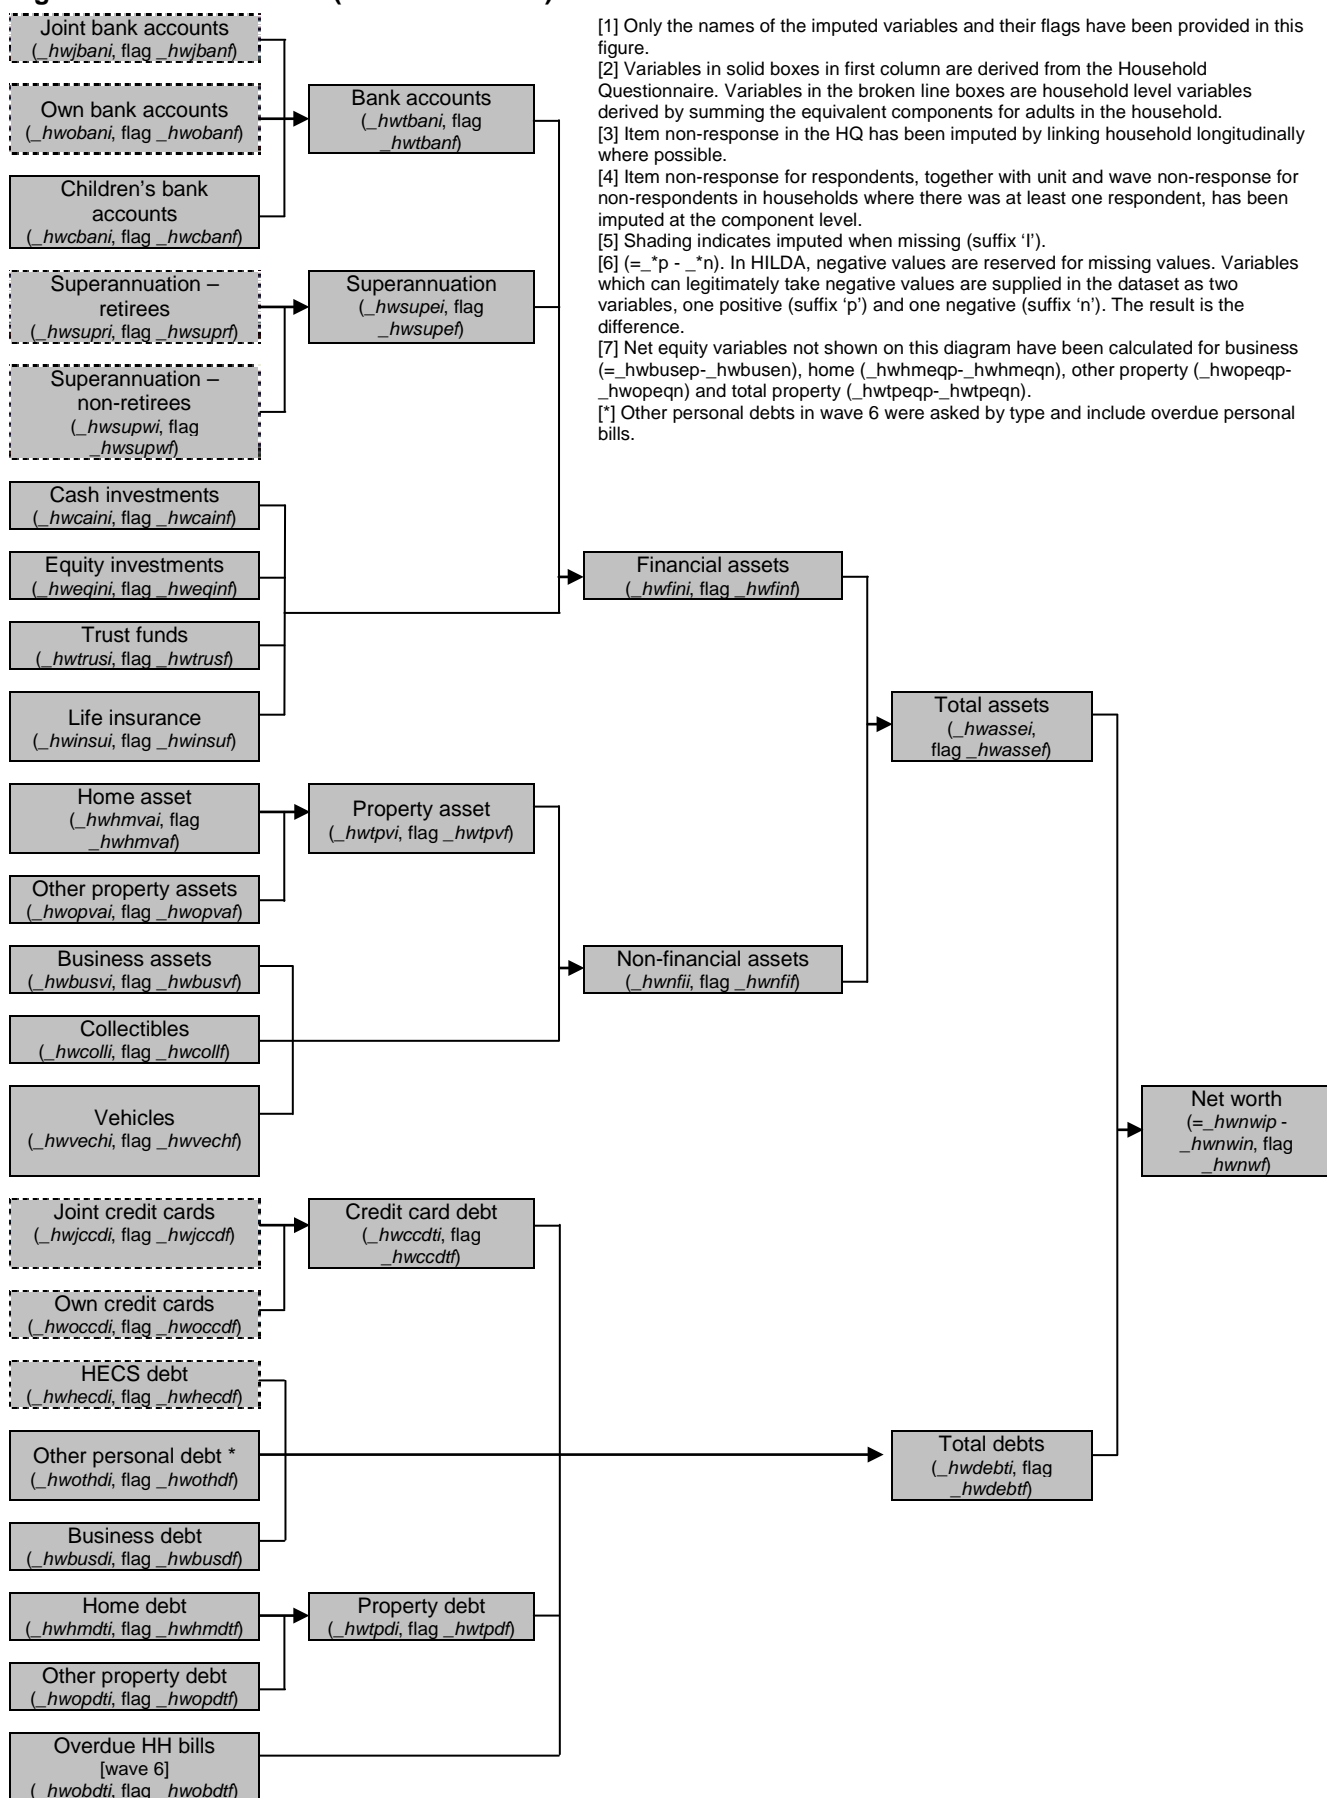 Joint bank accounts
(_hwjbani, flag _hwjbanf)
Own bank accounts
(_hwobani, flag _hwobanf)
Children's bank
accounts
(_hwcbani, flag _hwcbanf)
Bank accounts
(_hwtbani, flag
_hwtbanf)
[1] Only the names of the imputed variables and their flags have been provided in this
figure.
[2] Variables in solid boxes in first column are derived from the Household
Questionnaire. Variables in the broken line boxes are household level variables
derived by summing the equivalent components for adults in the household.
[3] Item non-response in the HQ has been imputed by linking household longitudinally
where possible.
[4] Item non-response for respondents, together with unit and wave non-response for
non-respondents in households where there was at least one respondent, has been
imputed at the component level.
[5] Shading indicates imputed when missing (suffix 'I').
[6] (=_*p - _*n). In HILDA, negative values are reserved for missing values. Variables
which can legitimately take negative values are supplied in the dataset as two
variables, one positive (suffix 'p') and one negative (suffix 'n'). The result is the
difference.
[7] Net equity variables not shown on this diagram have been calculated for business
(=_hwbusep-_hwbusen), home (_hwhmeqp-_hwhmeqn), other property (_hwopeqp-
_hwopeqn) and total property (_hwtpeqp-_hwtpeqn).
[*] Other personal debts in wave 6 were asked by type and include overdue personal
bills.
Superannuation –
retirees
(_hwsupri, flag _hwsuprf)
Superannuation –
non-retirees
(_hwsupwi, flag
_hwsupwf)
Superannuation
(_hwsupei, flag
_hwsupef)
Cash investments
(_hwcaini, flag _hwcainf)
Equity investments
(_hweqini, flag _hweqinf)
Trust funds
(_hwtrusi, flag _hwtrusf)
Life insurance
(_hwinsui, flag _hwinsuf)
Financial assets
(_hwfini, flag _hwfinf)
Total assets
(_hwassei,
flag _hwassef)
Home asset
(_hwhmvai, flag
_hwhmvaf)
Other property assets
(_hwopvai, flag _hwopvaf)
Property asset
(_hwtpvi, flag _hwtpvf)
Business assets
(_hwbusvi, flag _hwbusvf)
Collectibles
(_hwcolli, flag _hwcollf)
Vehicles
(_hwvechi, flag _hwvechf)
Non-financial assets
(_hwnfii, flag _hwnfif)
Net worth
(=_hwnwip -
_hwnwin, flag
_hwnwf)
Joint credit cards
(_hwjccdi, flag _hwjccdf)
Own credit cards
(_hwoccdi, flag _hwoccdf)
Credit card debt
(_hwccdti, flag
_hwccdtf)
HECS debt
(_hwhecdi, flag _hwhecdf)
Other personal debt *
(_hwothdi, flag _hwothdf)
Business debt
(_hwbusdi, flag _hwbusdf)
Total debts
(_hwdebti, flag
_hwdebtf)
Home debt
(_hwhmdti, flag _hwhmdtf)
Other property debt
(_hwopdti, flag _hwopdtf)
Property debt
(_hwtpdi, flag _hwtpdf)
Overdue HH bills
[wave 6]
(_hwobdti, flag _hwobdtf)